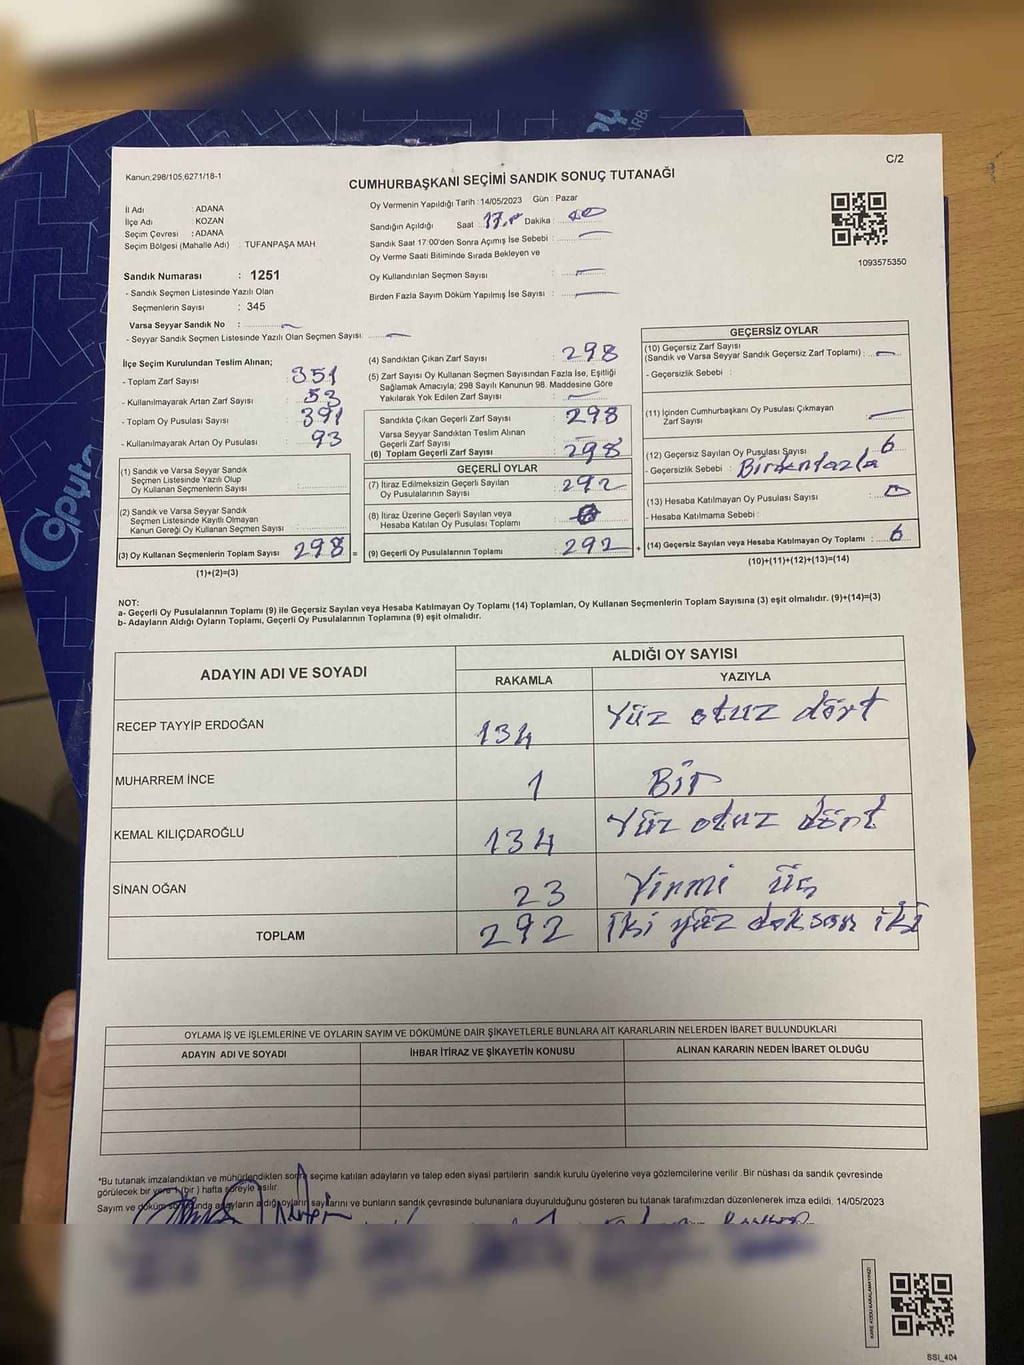 C/2
Kanun;298/105,6271/18-1
CUMHURBAŞKANI SEÇİMİ SANDIK SONUÇ TUTANAĞI
İl Adı : ADANA
İlçe Adı : KOZAN
Seçim Çevresi : ADANA
Seçim Bölgesi (Mahalle Adı) : TUFANPAŞA MAH
Sandık Numarası : 1251
- Sandık Seçmen Listesinde Yazılı Olan
Seçmenlerin Sayısı : 345
Varsa Seyyar Sandık No :
- Seyyar Sandık Seçmen Listesinde Yazılı Olan Seçmen Sayısı :
Oy Vermenin Yapıldığı Tarih : 14/05/2023 Gün : Pazar
Sandığın Açıldığı Saat 17.. Dakika :
Sandık Saat 17:00'den Sonra Açımış İse Sebebi :
Oy Verme Saati Bitiminde Sırada Bekleyen ve
Oy Kullandırılan Seçmen Sayısı :
Birden Fazla Sayım Döküm Yapılmış İse Sayısı :
1093575350
İlçe Seçim Kurulundan Teslim Alınan;
- Toplam Zarf Sayısı : 351
- Kullanılmayarak Artan Zarf Sayısı : 53
- Toplam Oy Pusulası Sayısı : 391
- Kullanılmayarak Artan Oy Pusulası : 93
(1) Sandık ve Varsa Seyyar Sandık
Seçmen Listesinde Yazılı Olup
Oy Kullanan Seçmenlerin Sayısı :
(2) Sandık ve Varsa Seyyar Sandık
Seçmen Listesinde Kayıtlı Olmayan
Kanun Gereği Oy Kullanan Seçmen Sayısı :
(3) Oy Kullanan Seçmenlerin Toplam Sayısı : 298 =
(1)+(2)=(3)
(4) Sandıktan Çıkan Zarf Sayısı : 298
(5) Zarf Sayısı Oy Kullanan Seçmen Sayısından Fazla İse, Eşitliği
Sağlamak Amacıyla; 298 Sayılı Kanunun 98. Maddesine Göre
Yakılarak Yok Edilen Zarf Sayısı :
Sandıkta Çıkan Geçerli Zarf Sayısı : 298
Varsa Seyyar Sandıktan Teslim Alınan
Geçerli Zarf Sayısı :
(6) Toplam Geçerli Zarf Sayısı : 298
GEÇERLİ OYLAR
(7) İtiraz Edilmeksizin Geçerli Sayılan
Oy Pusulalarının Sayısı : 292
(8) İtiraz Üzerine Geçerli Sayılan veya
Hesaba Katılan Oy Pusulası Toplamı :
(9) Geçerli Oy Pusulalarının Toplamı : 292 +
GEÇERSİZ OYLAR
(10) Geçersiz Zarf Sayısı
(Sandık ve Varsa Seyyar Sandık Geçersiz Zarf Toplamı) :
- Geçersizlik Sebebi :
(11) İçinden Cumhurbaşkanı Oy Pusulası Çıkmayan
Zarf Sayısı :
(12) Geçersiz Sayılan Oy Pusulası Sayısı : 6
- Geçersizlik Sebebi : Birdenfazla
(13) Hesaba Katılmayan Oy Pusulası Sayısı :
- Hesaba Katılmama Sebebi :
(14) Geçersiz Sayılan veya Hesaba Katılmayan Oy Toplamı : 6
(10)+(11)+(12)+(13)=(14)
NOT:
a- Geçerli Oy Pusulalarının Toplamı (9) ile Geçersiz Sayılan veya Hesaba Katılmayan Oy Toplamı (14) Toplamları, Oy Kullanan Seçmenlerin Toplam Sayısına (3) eşit olmalıdır. (9)+(14)=(3)
b- Adayların Aldığı Oyların Toplamı, Geçerli Oy Pusulalarının Toplamına (9) eşit olmalıdır.
ADAYIN ADI VE SOYADI ALDIĞI OY SAYISI
RAKAMLA YAZIYLA
RECEP TAYYİP ERDOĞAN 134 Yüz otuz dört
MUHARREM İNCE 1 Bir
KEMAL KILIÇDAROĞLU 134 Yüz otuz dört
SİNAN OĞAN 23 Yirmi üç
TOPLAM 292 iki yüz doksan iki
OYLAMA İŞ VE İŞLEMLERİNE VE OYLARIN SAYIM VE DÖKÜMÜNE DAİR ŞİKAYETLERLE BUNLARA AİT KARARLARIN NELERDEN İBARET BULUNDUKLARI
ADAYIN ADI VE SOYADI İHBAR İTİRAZ VE ŞİKAYETİN KONUSU ALINAN KARARIN NEDEN İBARET OLDUĞU
*Bu tutanak imzalandıktan ve mühürlendikten sonra seçime katılan adayların ve talep eden siyasi partilerin sandık kurulu üyelerine veya gözlemcilerine verilir. Bir nüshası da sandık çevresinde
görülecek bir yere 1 (bir) hafta süreyle asılır.
Sayım ve döküm sonunda adayların aldığı oyların sayılarını ve bunların sandık çevresinde bulunanlara duyurulduğunu gösteren bu tutanak tarafımızdan düzenlenerek imza edildi. 14/05/2023
SSI_404